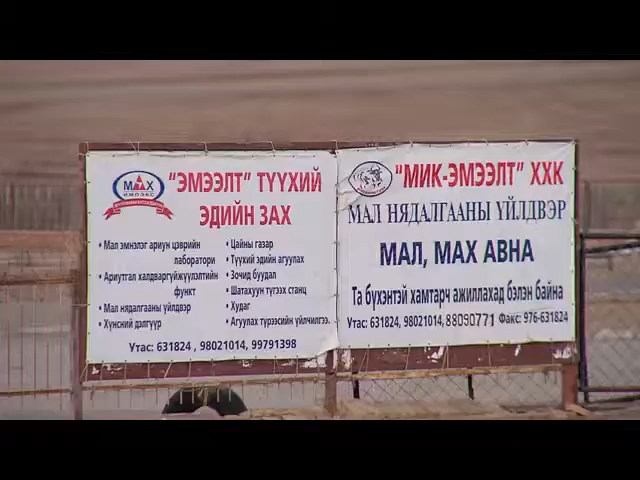 МАХ
ИМПЭКС
"ЭМЭЭЛТ" ТҮҮХИЙ
ЭДИЙН ЗАХ
• Мал эмнэлэг ариун цэврийн
лаборатори
• Ариутгал халдваргүйжүүлэлтийн
функт
• Мал нядалгааны үйлдвэр
• Хүнсний дэлгүүр
• Цайны газар
• Түүхий эдийн агуулах
• Зочид буудал
• Шатахуун түгээх станц
• Худаг
• Агуулах түрээсийн үйлчилгээ.
Утас: 631824 , 98021014, 99791398
"МИК-ЭМЭЭЛТ" ХХК
МАЛ НЯДАЛГААНЫ ҮЙЛДВЭР
МАЛ, МАХ АВНА
Та бүхэнтэй хамтарч ажиллахад бэлэн байна
Утас: 631824, 98021014, 88050771 Факс: 976-631824